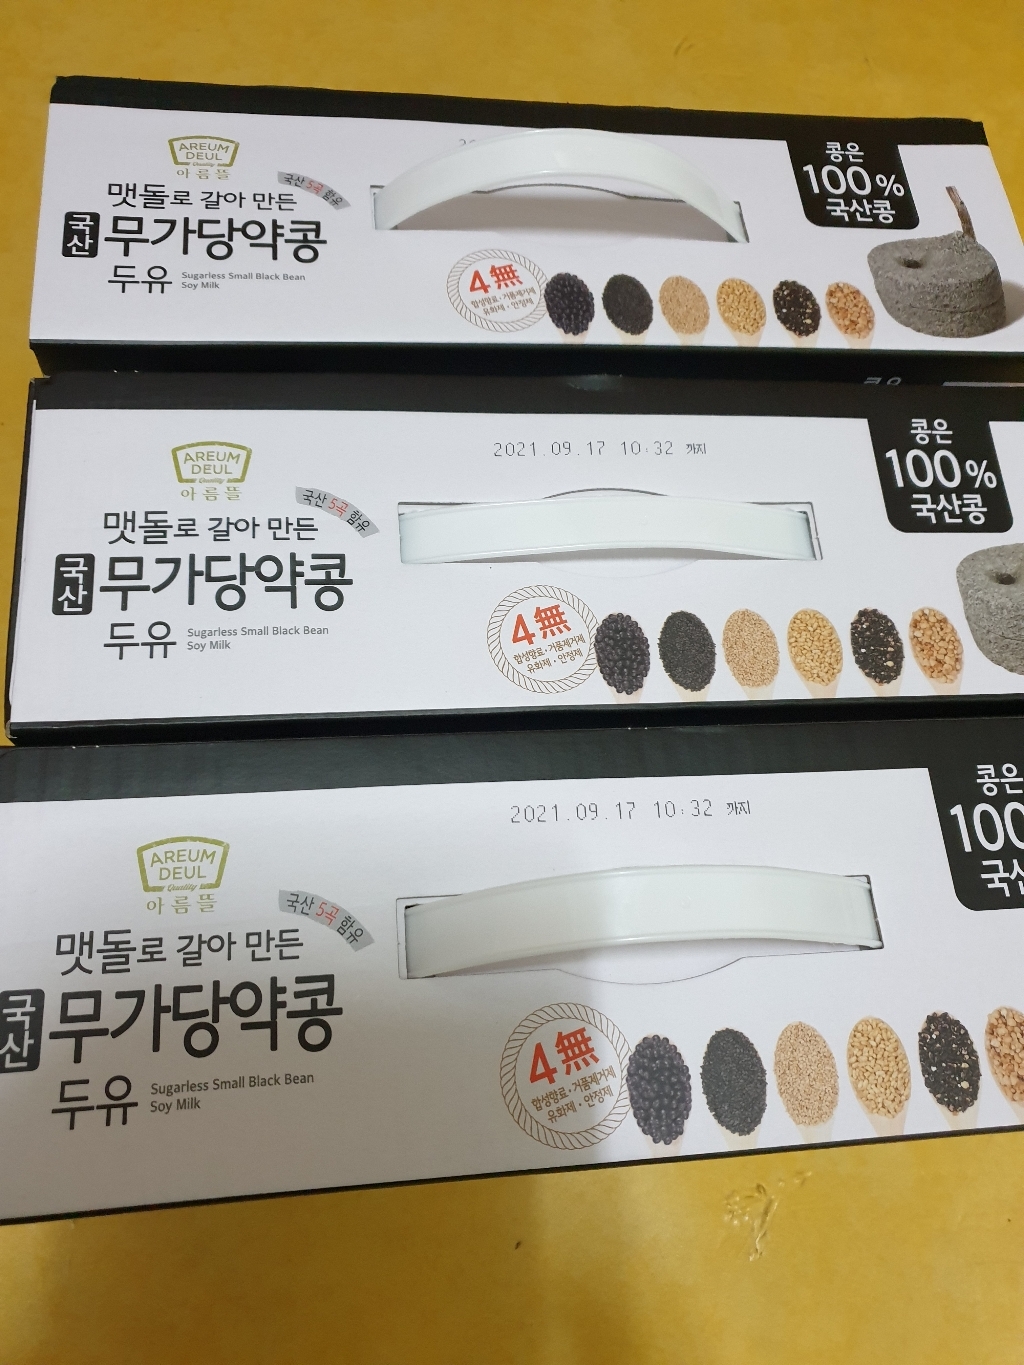 AREUM
DEUL
Quality
아름뜰
국산 5곡 함유
맷돌로 갈아 만든
국산 무가당약콩
두유 Sugarless Small Black Bean
Soy Milk
4無
합성향료·거품제거제
유화제·안정제
콩은
100%
국산콩
콩은
AREUM
DEUL
Quality
아름뜰
2021.09.17 10:32 까지
국산 5곡 함유
맷돌로 갈아 만든
국산 무가당약콩
두유 Sugarless Small Black Bean
Soy Milk
4無
합성향료·거품제거제
유화제·안정제
콩은
100%
국산콩
2021.09.17 10:32 까지
AREUM
DEUL
Quality
아름뜰
국산 5곡 함유
맷돌로 갈아 만든
국산 무가당약콩
두유 Sugarless Small Black Bean
Soy Milk
4無
합성향료·거품제거제
유화제·안정제
콩은
100
국산